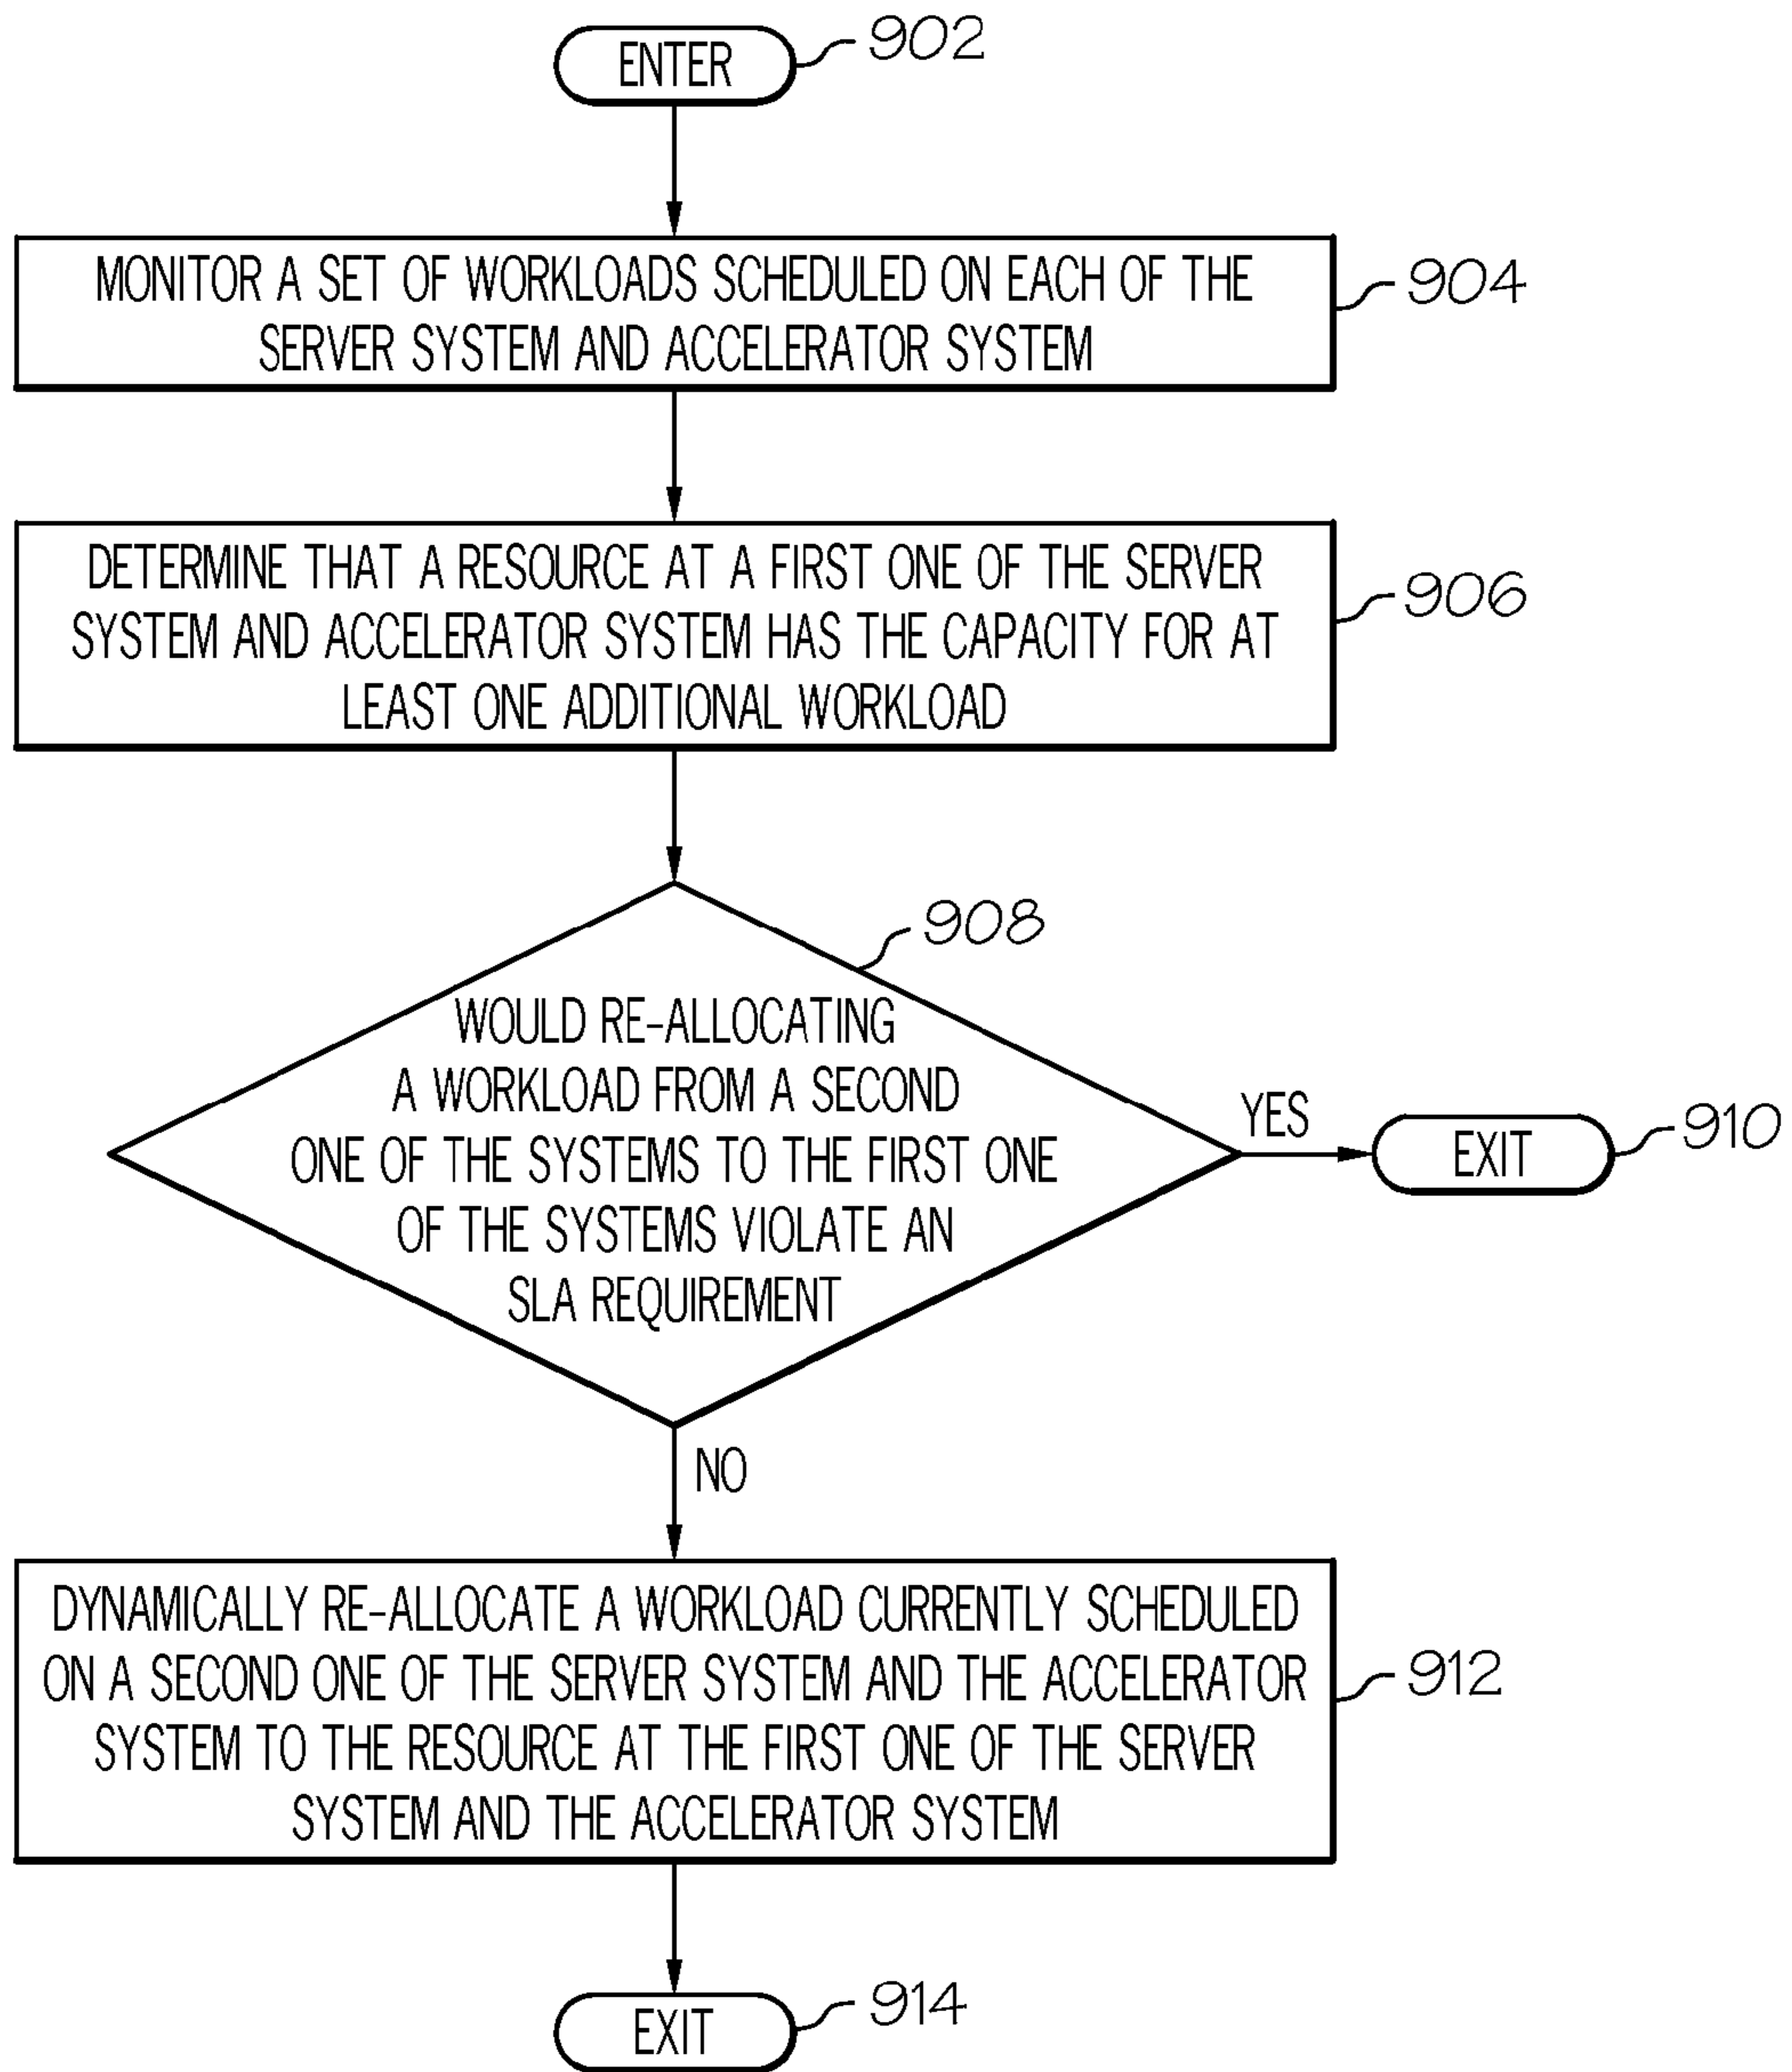 ENTER
902
MONITOR A SET OF WORKLOADS SCHEDULED ON EACH OF THE
SERVER SYSTEM AND ACCELERATOR SYSTEM
904
DETERMINE THAT A RESOURCE AT A FIRST ONE OF THE SERVER
SYSTEM AND ACCELERATOR SYSTEM HAS THE CAPACITY FOR AT
LEAST ONE ADDITIONAL WORKLOAD
906
908
WOULD RE-ALLOCATING
A WORKLOAD FROM A SECOND
ONE OF THE SYSTEMS TO THE FIRST ONE
OF THE SYSTEMS VIOLATE AN
SLA REQUIREMENT
YES
EXIT
910
NO
DYNAMICALLY RE-ALLOCATE A WORKLOAD CURRENTLY SCHEDULED
ON A SECOND ONE OF THE SERVER SYSTEM AND THE ACCELERATOR
SYSTEM TO THE RESOURCE AT THE FIRST ONE OF THE SERVER
SYSTEM AND THE ACCELERATOR SYSTEM
912
EXIT
914